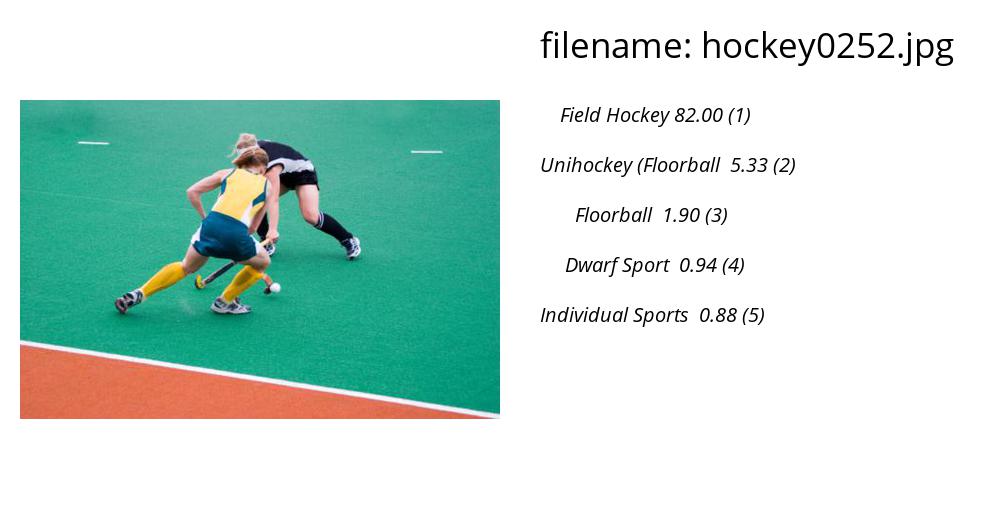 filename: hockey0252.jpg
Field Hockey 82.00 (1)
Unihockey (Floorball 5.33 (2)
Floorball 1.90 (3)
Dwarf Sport 0.94 (4)
Individual Sports 0.88 (5)